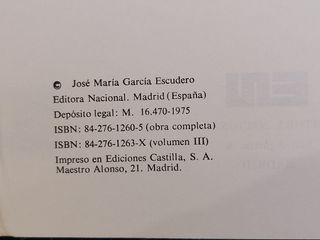 © José María García Escudero
Editora Nacional. Madrid (España)
Depósito legal: M. 16.470-1975
ISBN: 84-276-1260-5 (obra completa)
ISBN: 84-276-1263-X (volumen III)
Impreso en Ediciones Castilla, S. A.
Maestro Alonso, 21. Madrid.